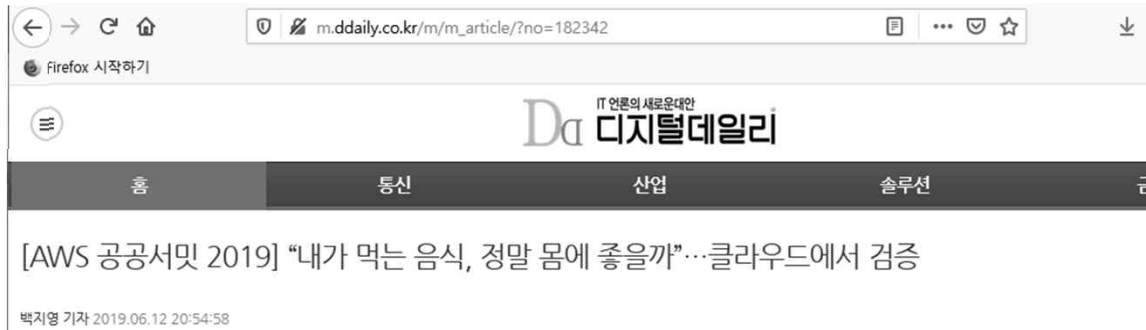 m.ddaily.co.kr/m/m_article/?no=182342
Firefox 시작하기
IT 언론의 새로운대안
Dd 디지털데일리
홈 통신 산업 솔루션
[AWS 공공서밋 2019] “내가 먹는 음식, 정말 몸에 좋을까”…클라우드에서 검증
백지영 기자 2019.06.12 20:54:58